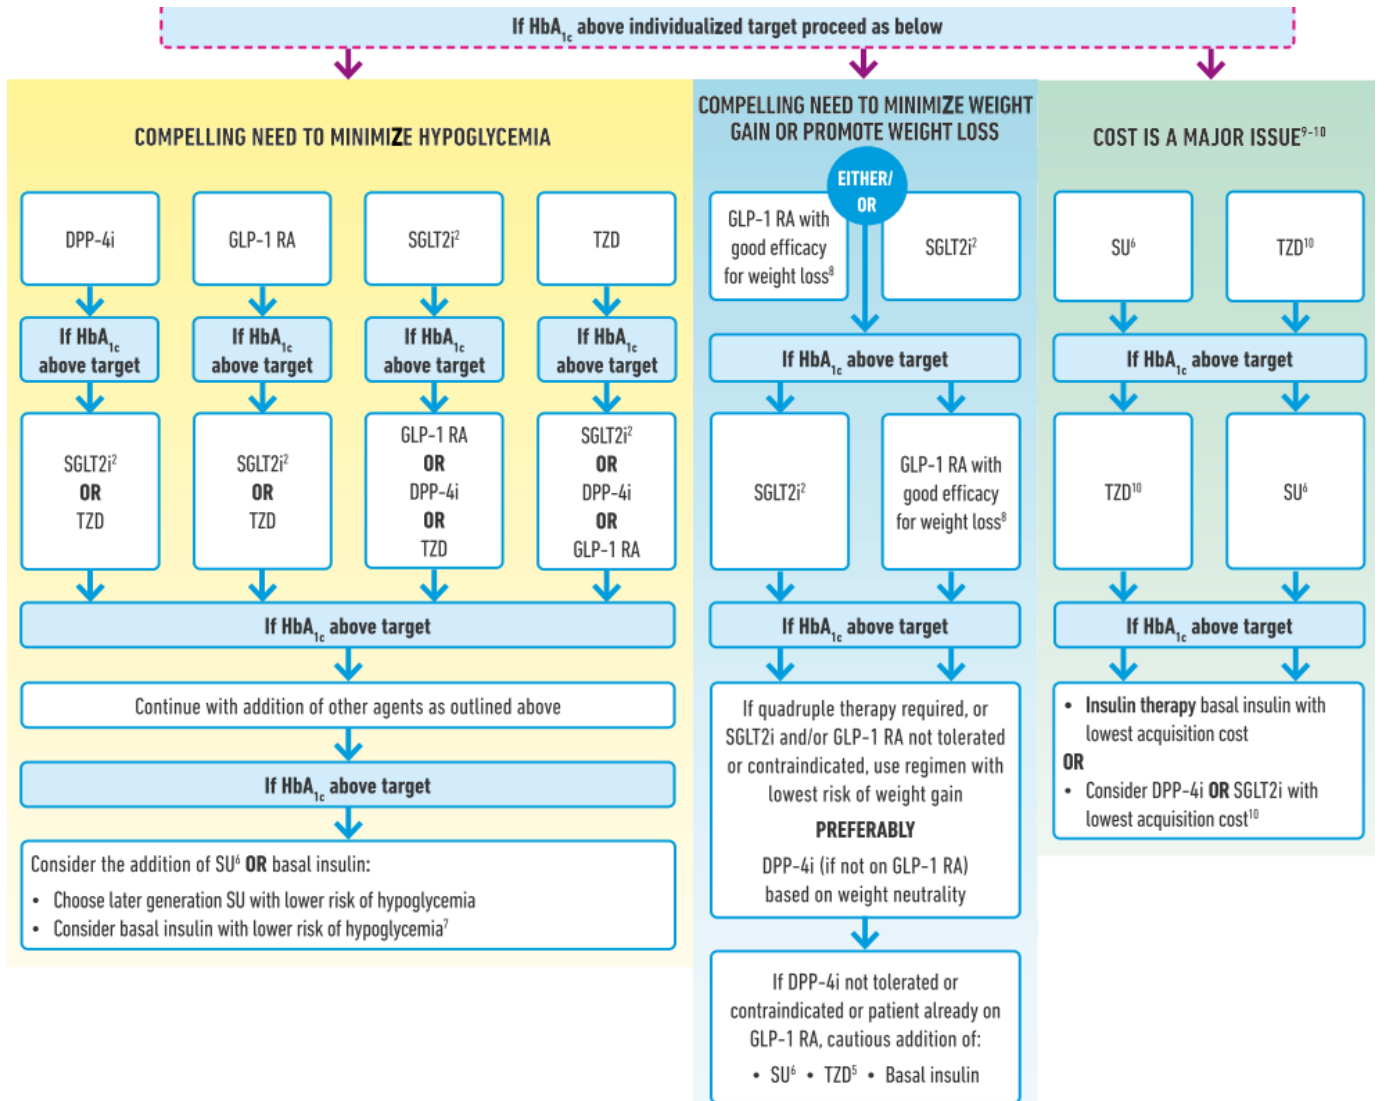 If HbA1c above individualized target proceed as below
COMPELLING NEED TO MINIMIZE HYPOGLYCEMIA
DPP-4i
GLP-1 RA
SGLT2i²
TZD
If HbA1c
above target
If HbA1c
above target
If HbA1c
above target
If HbA1c
above target
SGLT2i²
OR
TZD
SGLT2i²
OR
TZD
GLP-1 RA
OR
DPP-4i
OR
TZD
SGLT2i²
OR
DPP-4i
OR
GLP-1 RA
If HbA1c above target
Continue with addition of other agents as outlined above
If HbA1c above target
Consider the addition of SU⁶ OR basal insulin:
• Choose later generation SU with lower risk of hypoglycemia
• Consider basal insulin with lower risk of hypoglycemia⁷
COMPELLING NEED TO MINIMIZE WEIGHT
GAIN OR PROMOTE WEIGHT LOSS
EITHER/
OR
GLP-1 RA with
good efficacy
for weight loss⁸
SGLT2i²
If HbA1c above target
SGLT2i²
GLP-1 RA with
good efficacy
for weight loss⁸
If HbA1c above target
If quadruple therapy required, or
SGLT2i and/or GLP-1 RA not tolerated
or contraindicated, use regimen with
lowest risk of weight gain
PREFERABLY
DPP-4i (if not on GLP-1 RA)
based on weight neutrality
If DPP-4i not tolerated or
contraindicated or patient already on
GLP-1 RA, cautious addition of:
• SU⁶ • TZD⁵ • Basal insulin
COST IS A MAJOR ISSUE⁹⁻¹⁰
SU⁶
TZD¹⁰
If HbA1c above target
TZD¹⁰
SU⁶
If HbA1c above target
• Insulin therapy basal insulin with
lowest acquisition cost
OR
• Consider DPP-4i OR SGLT2i with
lowest acquisition cost¹⁰